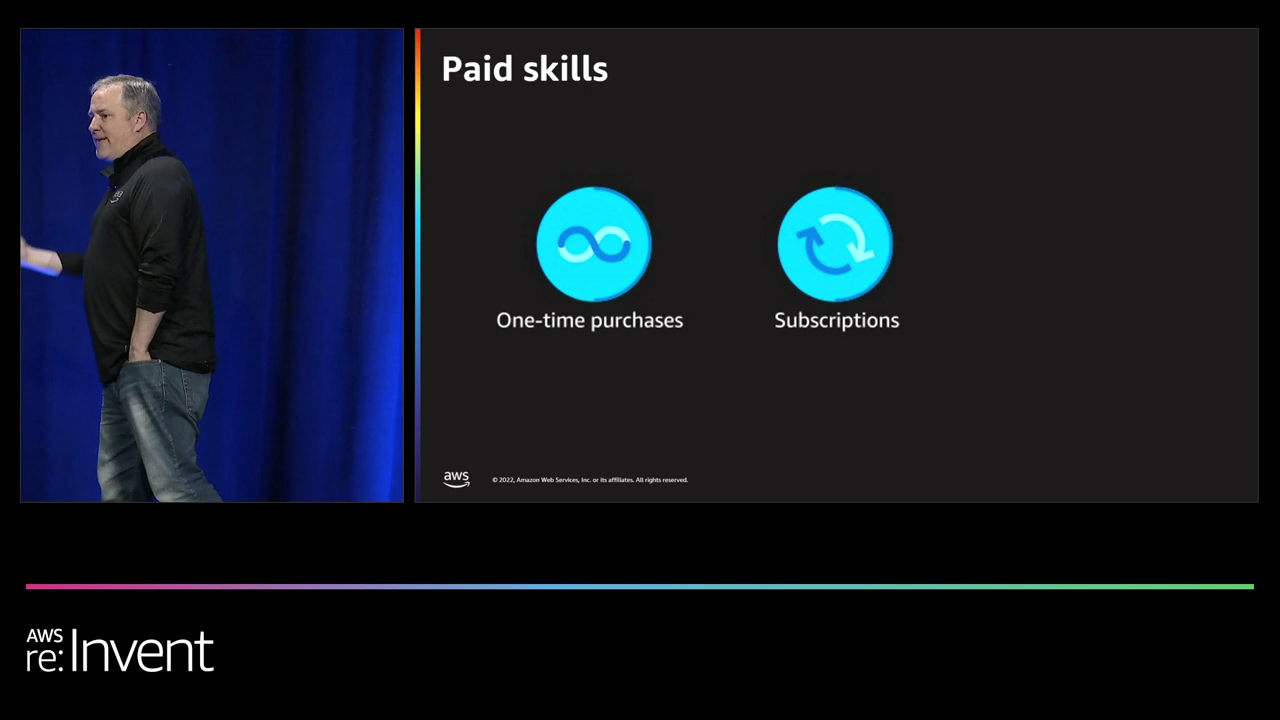 Paid skills
One-time purchases
Subscriptions
aws
© 2022, Amazon Web Services, Inc. or its affiliates. All rights reserved.
AWS
re:Invent